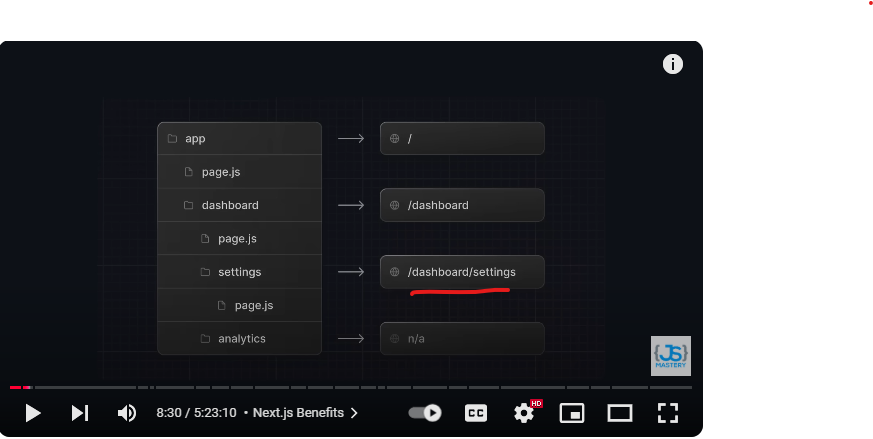 app
/
page.js
dashboard
/dashboard
page.js
settings
/dashboard/settings
page.js
analytics
n/a
{JS}
MASTERY
8:30 / 5:23:10 • Next.js Benefits
CC
HD